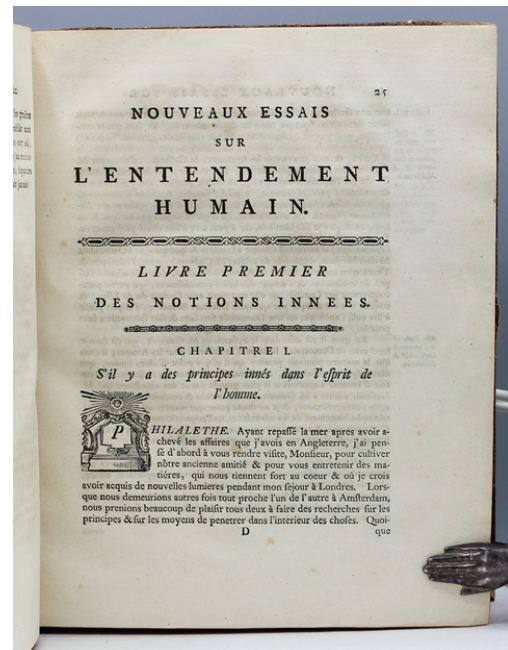 25
NOUVEAUX ESSAIS
SUR
L'ENTENDEMENT
HUMAIN.
LIVRE PREMIER
DES NOTIONS INNEES.
CHAPITRE I.
S'il y a des principes innés dans l'esprit de
l'homme.
PHILALETHE. Ayant repassé la mer apres avoir a-
chevé les affaires que j'avois en Angleterre, j'ai pen-
sé d'abord à vous rendre visite, Monsieur, pour cultiver
nôtre ancienne amitié & pour vous entretenir des ma-
tiéres, qui nous tiennent fort au coeur & où je crois
avoir acquis de nouvelles lumieres pendant mon séjour à Londres. Lors-
que nous demeurions autres fois tout proche l'un de l'autre à Amsterdam,
nous prenions beaucoup de plaisir tous deux à faire des recherches sur les
principes & sur les moyens de penetrer dans l'interieur des choses. Quoi-
D que